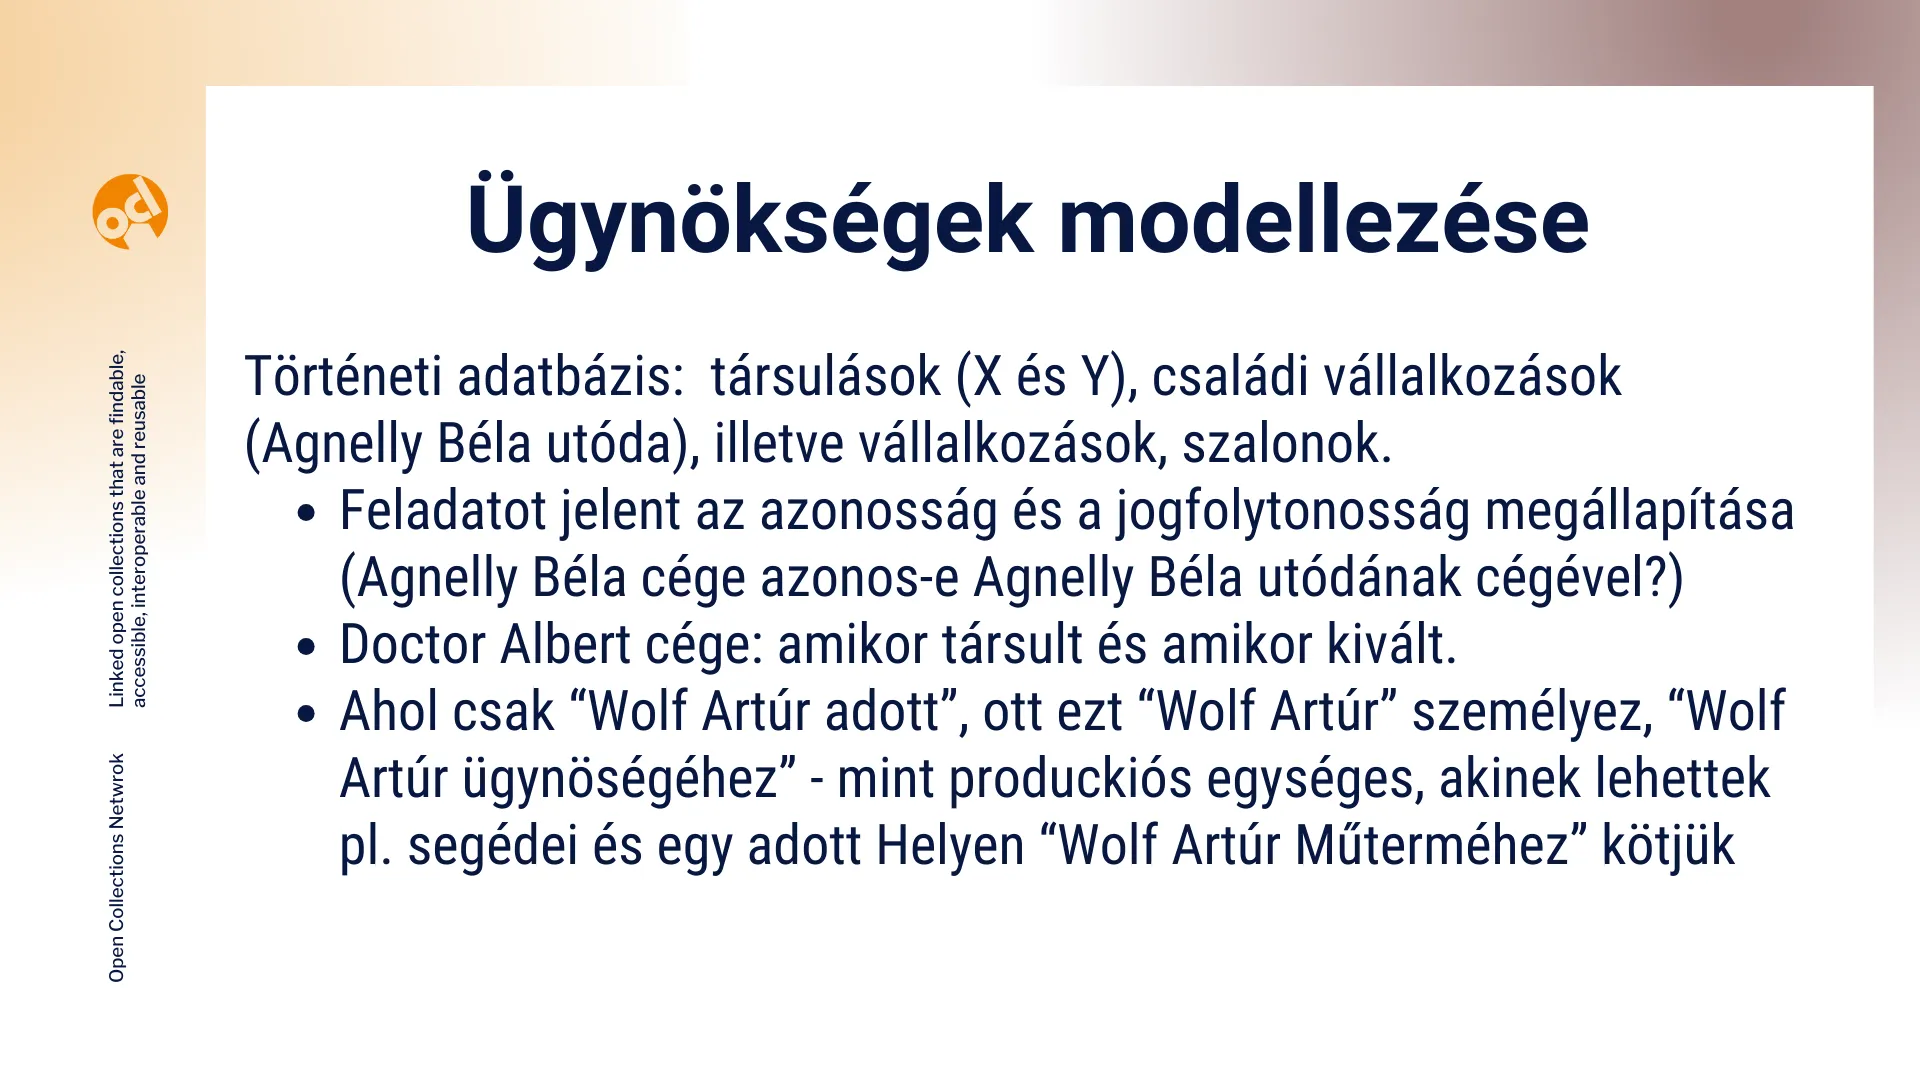 Ügynökségek modellezése
Történeti adatbázis:  társulások (X és Y), családi vállalkozások
(Agnelly Béla utóda), illetve vállalkozások, szalonok.
• Feladatot jelent az azonosság és a jogfolytonosság megállapítása
(Agnelly Béla cége azonos-e Agnelly Béla utódának cégével?)
• Doctor Albert cége: amikor társult és amikor kivált.
• Ahol csak “Wolf Artúr adott”, ott ezt “Wolf Artúr” személyez, “Wolf
Artúr ügynöségéhez” - mint produckiós egységes, akinek lehettek
pl. segédei és egy adott Helyen “Wolf Artúr Műterméhez” kötjük
Linked open collections that are findable,
accessible, interoperable and reusable
Open Collections Netwrok